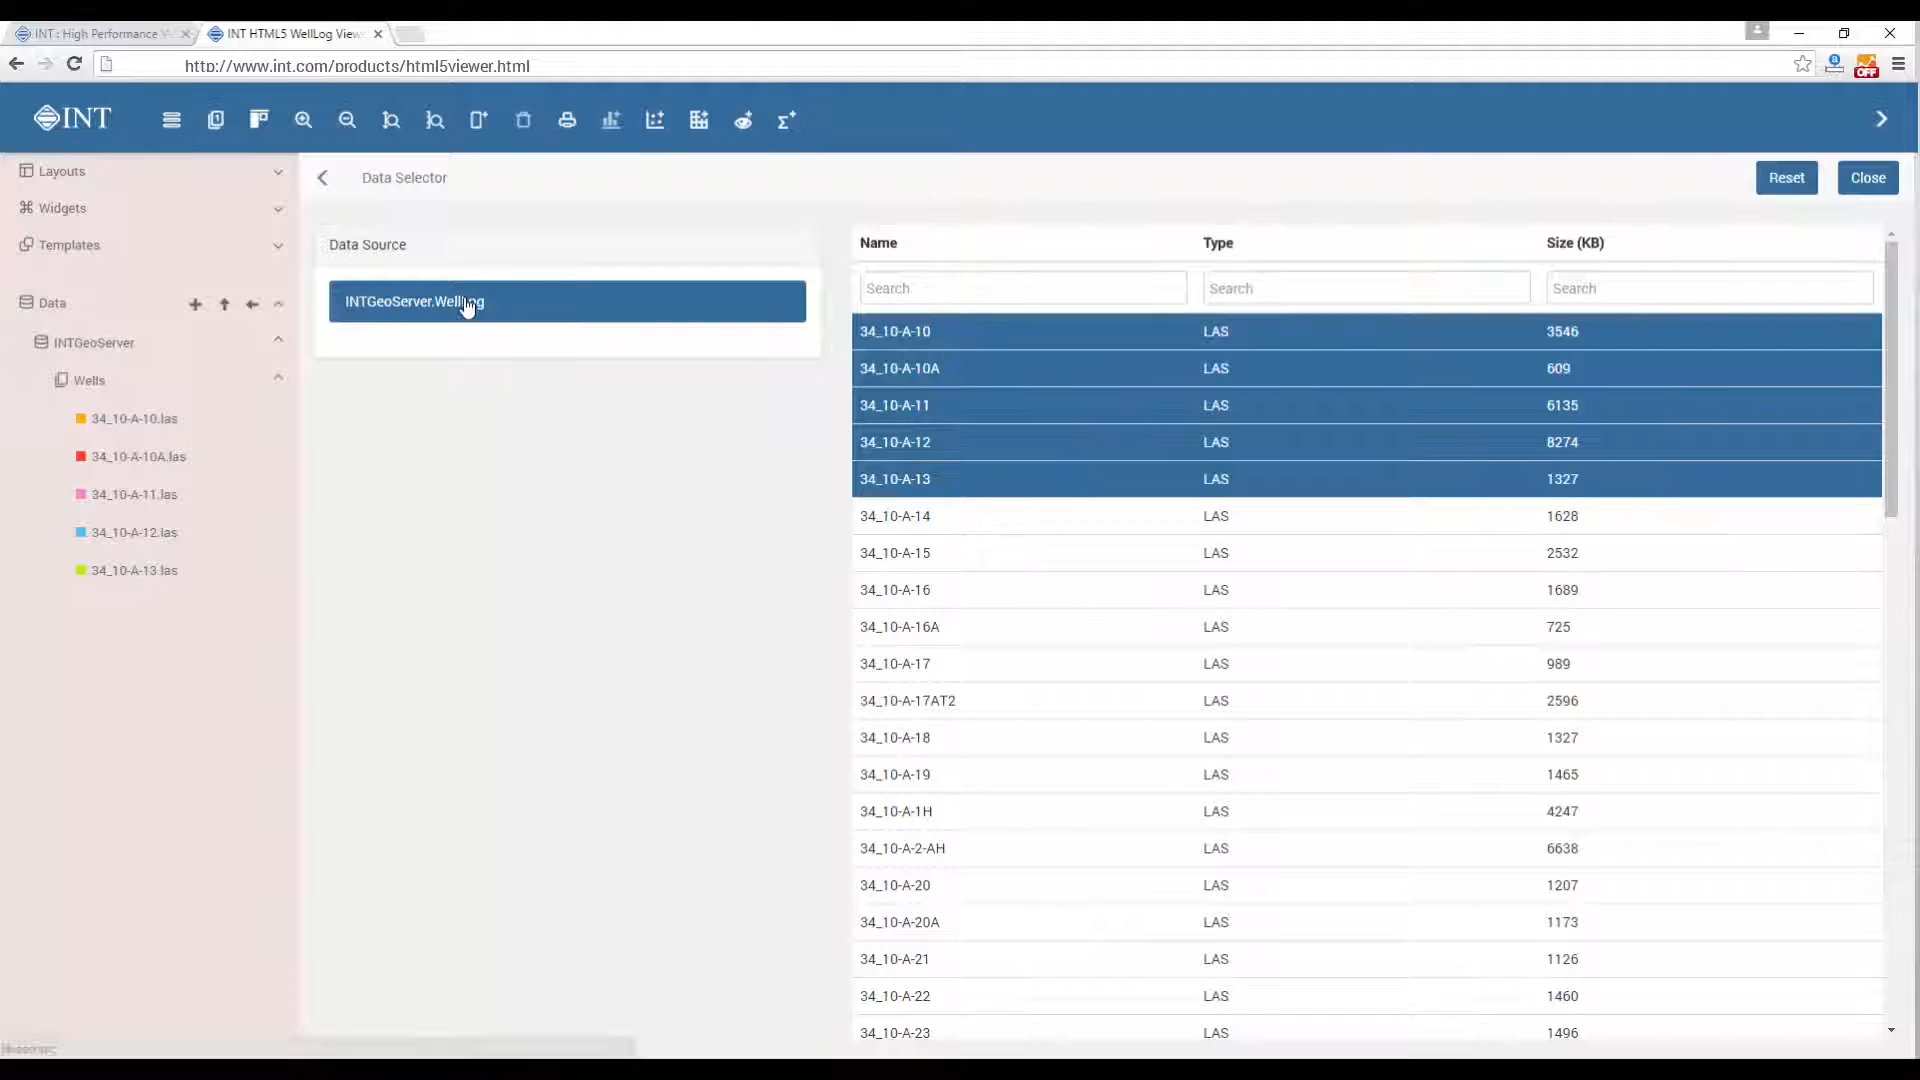 INT : High Performance
INT HTML5 WellLog View
http://www.int.com/products/html5viewer.html
OFF
INT
Layouts
Data Selector
Reset
Close
Widgets
Templates
Data Source
Name
Type
Size (KB)
Search
Search
Search
Data
INTGeoServer
Wells
34_10-A-10.las
34_10-A-10A.las
34_10-A-11.las
34_10-A-12.las
34_10-A-13.las
34_10-A-10 LAS 3546
34_10-A-10A LAS 609
34_10-A-11 LAS 6135
34_10-A-12 LAS 8274
34_10-A-13 LAS 1327
34_10-A-14 LAS 1628
34_10-A-15 LAS 2532
34_10-A-16 LAS 1689
34_10-A-16A LAS 725
34_10-A-17 LAS 989
34_10-A-17AT2 LAS 2596
34_10-A-18 LAS 1327
34_10-A-19 LAS 1465
34_10-A-1H LAS 4247
34_10-A-2-AH LAS 6638
34_10-A-20 LAS 1207
34_10-A-20A LAS 1173
34_10-A-21 LAS 1126
34_10-A-22 LAS 1460
34_10-A-23 LAS 1496